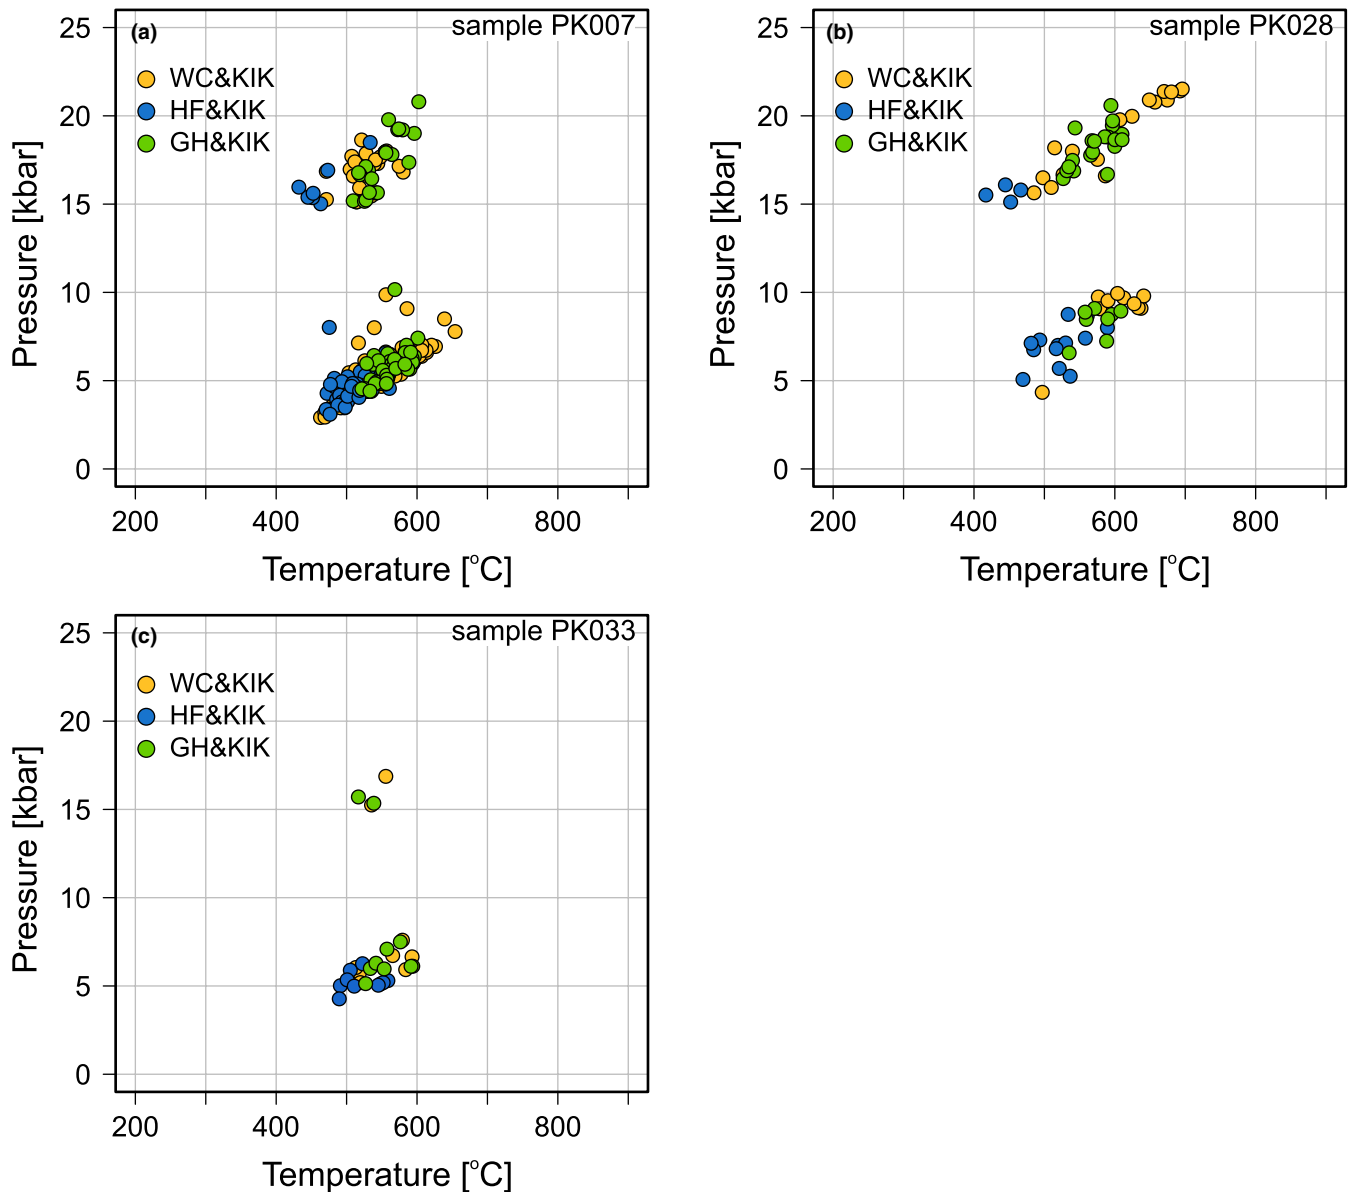 (a)
sample PK007
WC&KIK
HF&KIK
GH&KIK
25
20
15
10
5
0
Pressure [kbar]
200 400 600 800
Temperature [°C]
(b)
sample PK028
WC&KIK
HF&KIK
GH&KIK
25
20
15
10
5
0
Pressure [kbar]
200 400 600 800
Temperature [°C]
(c)
sample PK033
WC&KIK
HF&KIK
GH&KIK
25
20
15
10
5
0
Pressure [kbar]
200 400 600 800
Temperature [°C]